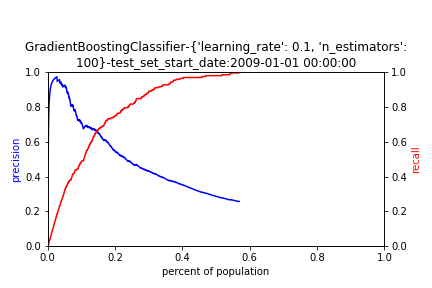 GradientBoostingClassifier-{'learning_rate': 0.1, 'n_estimators':
100}-test_set_start_date:2009-01-01 00:00:00
1.0
0.8
0.6
0.4
0.2
0.0
precision
1.0
0.8
0.6
0.4
0.2
0.0
recall
0.0 0.2 0.4 0.6 0.8 1.0
percent of population